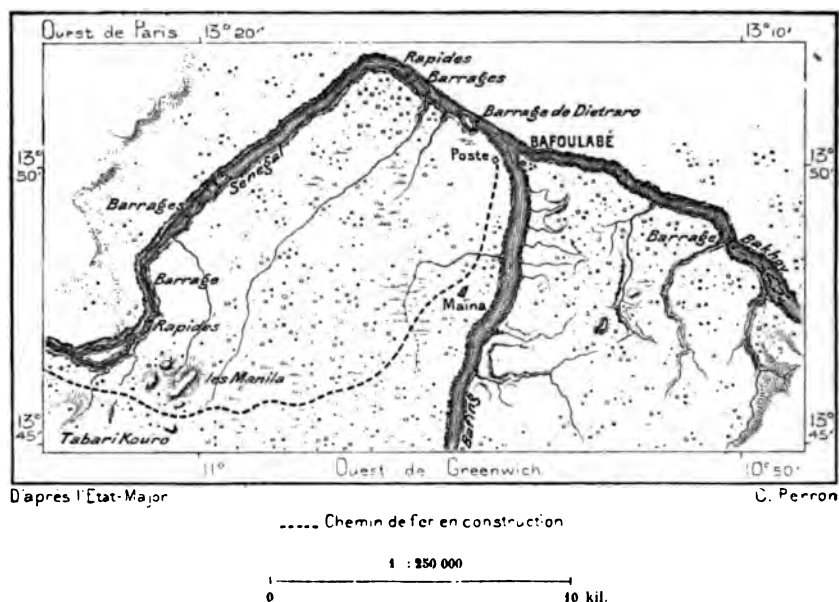 Ouest de Paris 13° 20' 13° 10'
Rapides
Barrages
Barrage de Dietraro
BAFOULABÉ
Poste
13° 50' 13° 50'
Sénégal
Barrages
Barrage
Bakhoy
Barrage
Maïna
Rapides
les Manila
Bafing
13° 45' 13° 45'
Tabari Kouro
11° Ouest de Greenwich 10° 50'
D'après l'Etat-Major C. Perron
Chemin de fer en construction
1 : 250 000
0 10 kil.